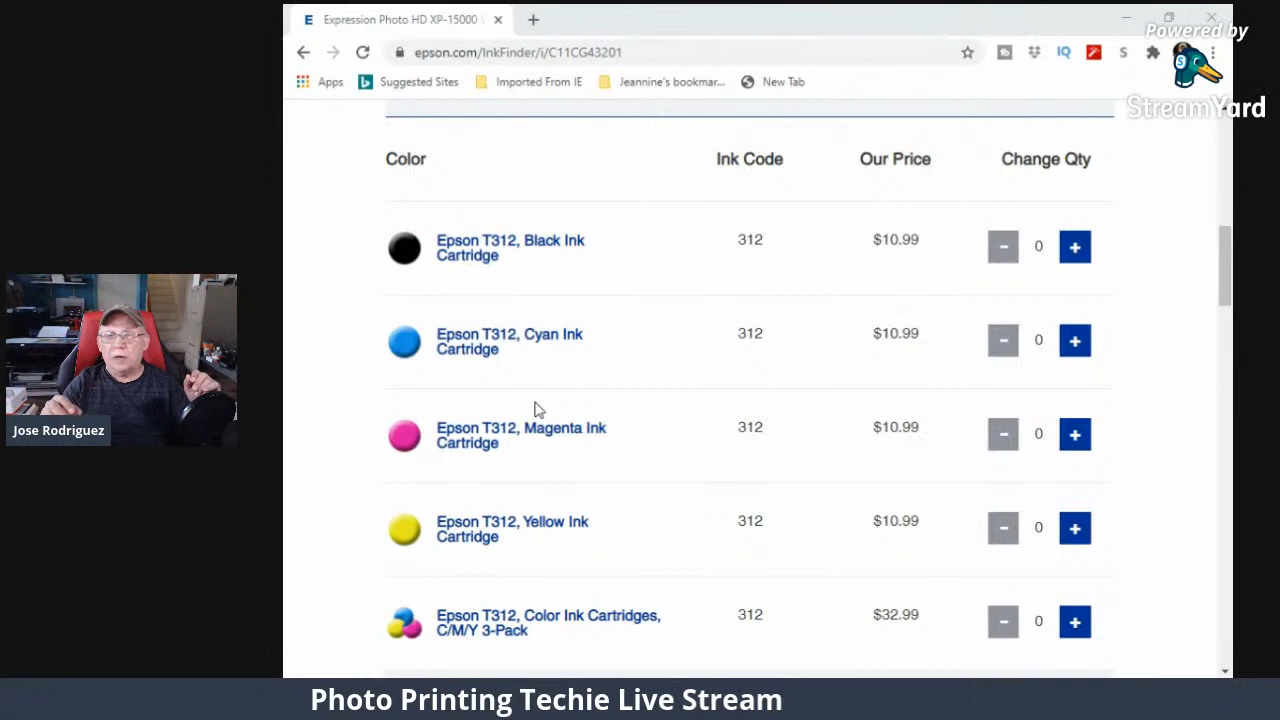 Expression Photo HD XP-15000
Powered by
StreamYard
epson.com/InkFinder/i/C11CG43201
IQ
S
Apps
Suggested Sites
Imported From IE
Jeannine's bookmar...
New Tab
Color
Ink Code
Our Price
Change Qty
Epson T312, Black Ink
Cartridge
312
$10.99
0
Epson T312, Cyan Ink
Cartridge
312
$10.99
0
Epson T312, Magenta Ink
Cartridge
312
$10.99
0
Epson T312, Yellow Ink
Cartridge
312
$10.99
0
Epson T312, Color Ink Cartridges,
C/M/Y 3-Pack
312
$32.99
0
Jose Rodriguez
Photo Printing Techie Live Stream